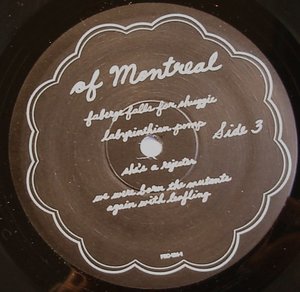 of Montreal
faberge falls for shuggie
labyrinthian pomp
Side 3
she's a rejecter
we were born the mutants
again with leafling